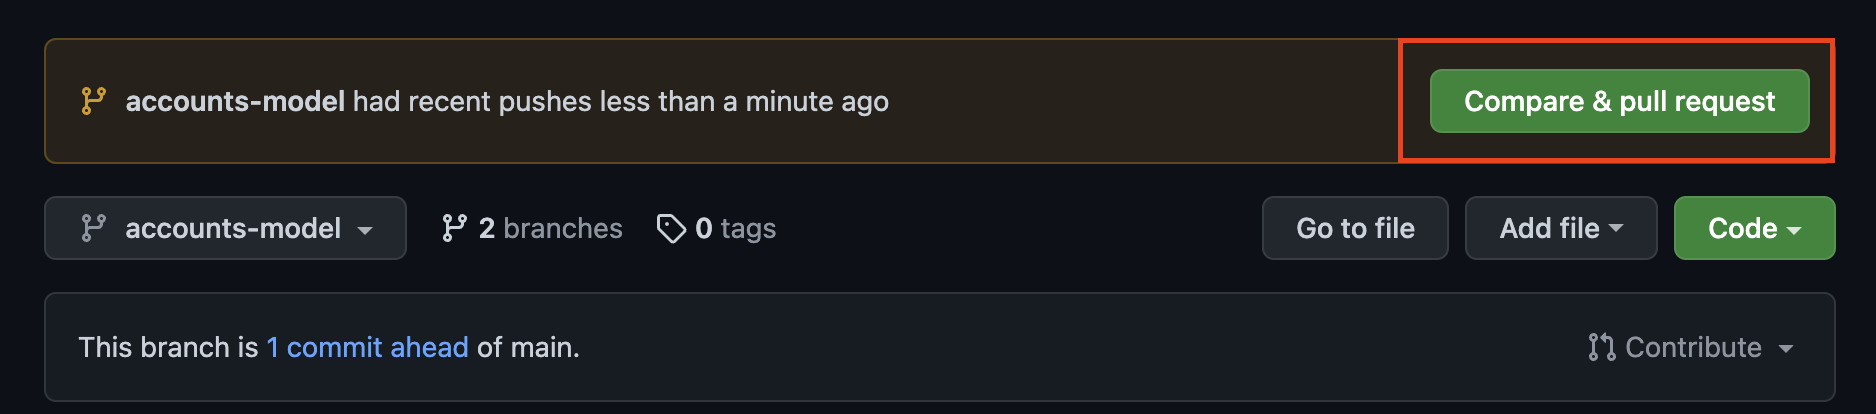 accounts-model had recent pushes less than a minute ago
Compare & pull request
accounts-model
2 branches
0 tags
Go to file
Add file
Code
This branch is 1 commit ahead of main.
Contribute